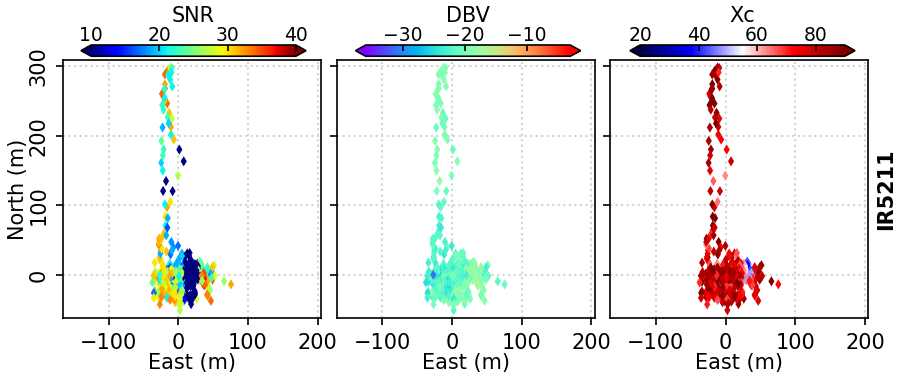 SNR DBV Xc
10 20 30 40 −30 −20 −10 20 40 60 80
300
200
100
0
North (m)
−100 0 100 200 −100 0 100 200 −100 0 100 200
East (m) East (m) East (m)
IR5211